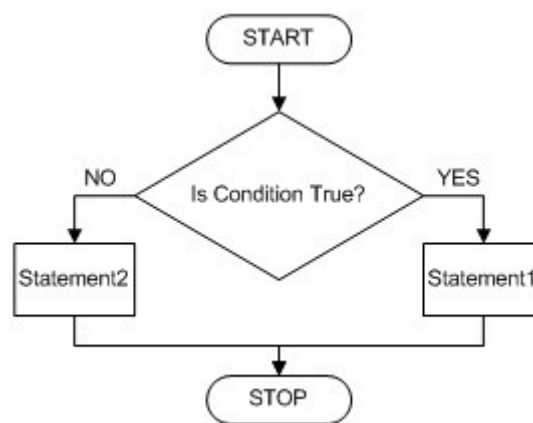 START
Is Condition True?
NO
YES
Statement2
Statement1
STOP